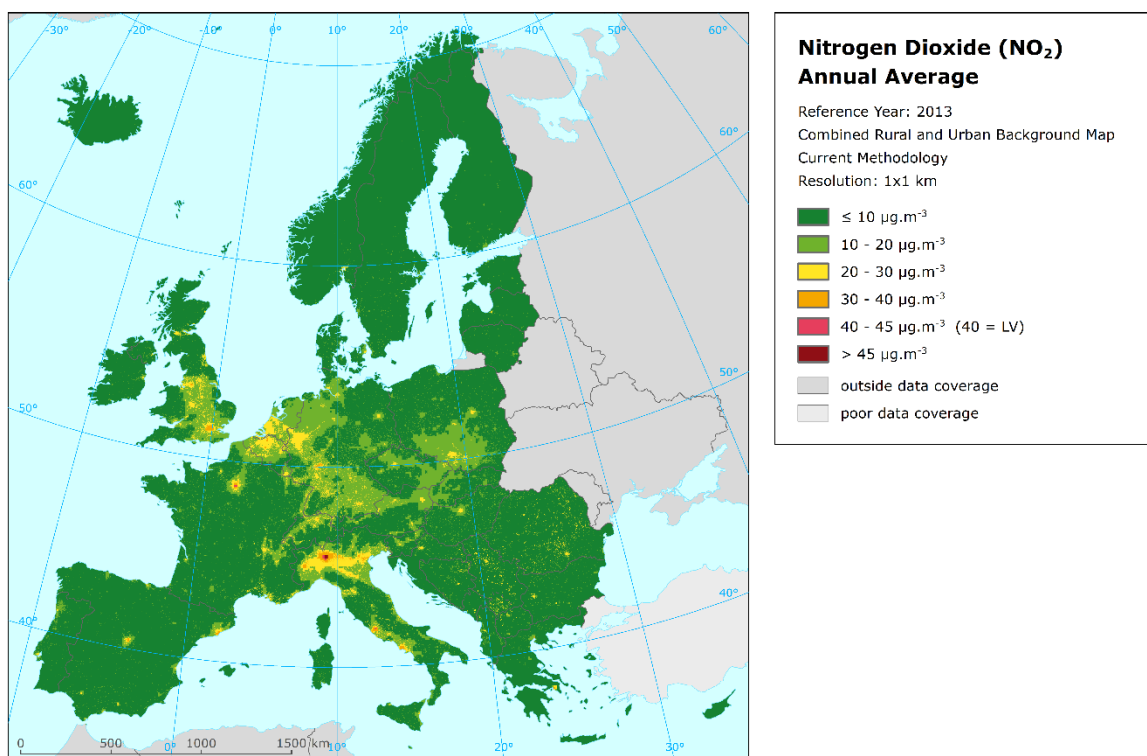 -30° -20° -10° 0° 10° 20° 30° 40° 50° 60°
60°
60°
50°
50°
40°
40°
0 500 1000 1500 km
0° 10° 20° 30°
Nitrogen Dioxide (NO₂)
Annual Average
Reference Year: 2013
Combined Rural and Urban Background Map
Current Methodology
Resolution: 1x1 km
≤ 10 µg.m⁻³
10 - 20 µg.m⁻³
20 - 30 µg.m⁻³
30 - 40 µg.m⁻³
40 - 45 µg.m⁻³ (40 = LV)
> 45 µg.m⁻³
outside data coverage
poor data coverage